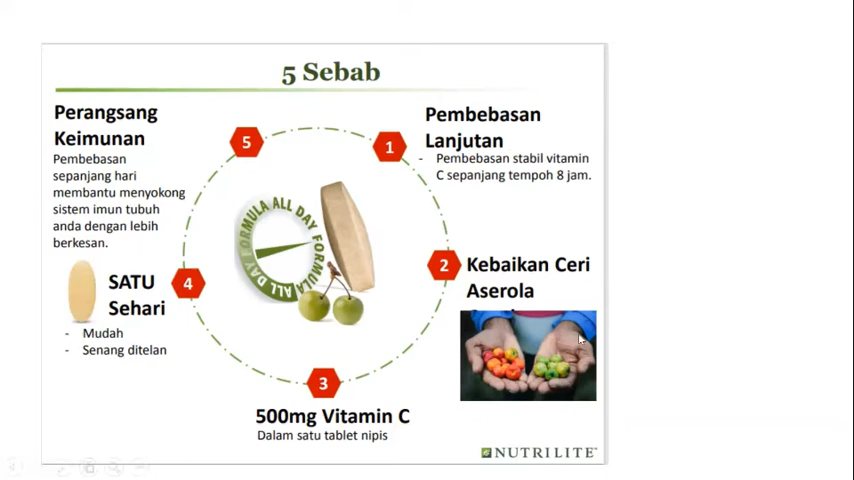 5 Sebab
1
Pembebasan
Lanjutan
- Pembebasan stabil vitamin
C sepanjang tempoh 8 jam.
2
Kebaikan Ceri
Aserola
3
500mg Vitamin C
Dalam satu tablet nipis
4
SATU
Sehari
- Mudah
- Senang ditelan
5
Perangsang
Keimunan
Pembebasan
sepanjang hari
membantu menyokong
sistem imun tubuh
anda dengan lebih
berkesan.
FORMULA ALL DAY FORMULA ALL DAY
NUTRILITE™